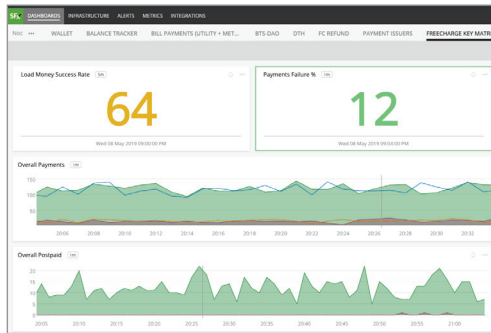 SFx DASHBOARDS INFRASTRUCTURE ALERTS METRICS INTEGRATIONS
Noc ••• WALLET BALANCE TRACKER BILL PAYMENTS (UTILITY + MET... BTS-DAO DTH FC REFUND PAYMENT ISSUERS FREECHARGE KEY MATRI
Load Money Success Rate 5m
Payments Failure % 1m
64
12
Wed 08 May 2019 09:00:00 PM
Wed 08 May 2019 09:04:00 PM
Overall Payments 1m
150
100
50
20:06 20:08 20:10 20:12 20:14 20:16 20:18 20:20 20:22 20:24 20:26 20:28 20:30 20:32
Overall Postpaid 1m
20
15
10
5
0
20:05 20:10 20:15 20:20 20:25 20:30 20:35 20:40 20:45 20:50 20:55 21:00